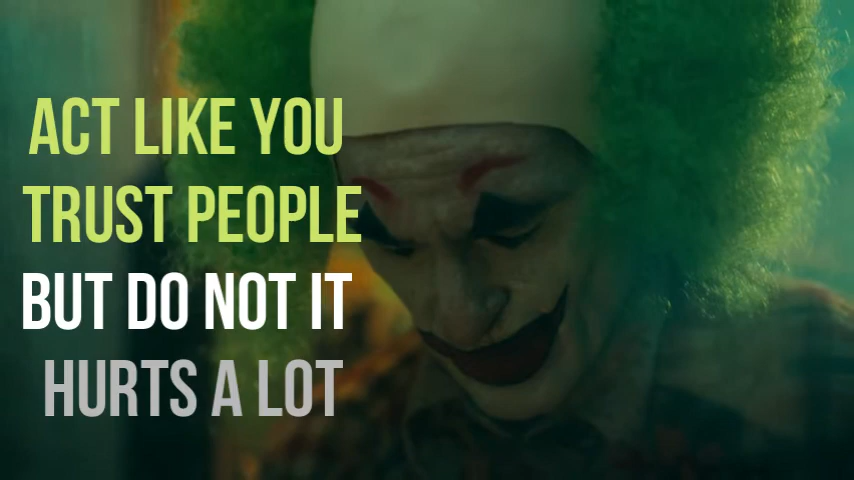 ACT LIKE YOU
TRUST PEOPLE
BUT DO NOT IT
HURTS A LOT